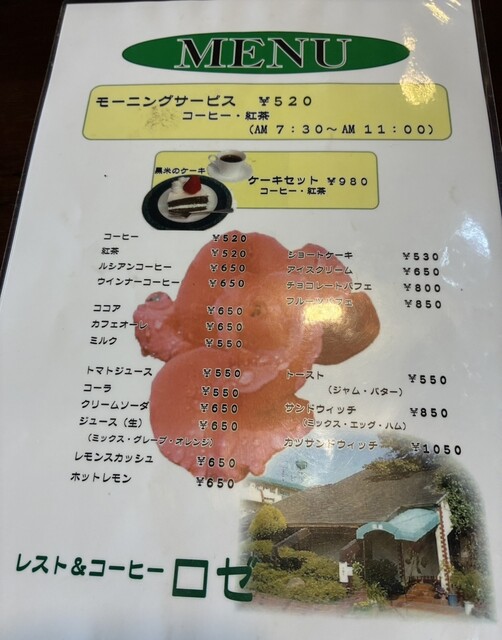 MENU
モーニングサービス ￥520
コーヒー・紅茶
(AM 7:30～AM 11:00)
黒米のケーキ
ケーキセット ￥980
コーヒー・紅茶
コーヒー ￥520
紅茶 ￥520
ルシアンコーヒー ￥650
ウインナーコーヒー ￥650
ココア ￥650
カフェオーレ ￥650
ミルク ￥550
トマトジュース ￥550
コーラ ￥550
クリームソーダ ￥650
ジュース（生） ￥650
（ミックス・グレープ・オレンジ）
レモンスカッシュ ￥650
ホットレモン ￥650
ショートケーキ ￥530
アイスクリーム ￥650
チョコレートパフェ ￥800
フルーツパフェ ￥850
トースト ￥550
（ジャム・バター）
サンドウィッチ ￥850
（ミックス・エッグ・ハム）
カツサンドウィッチ ￥1050
レスト＆コーヒー ロゼ